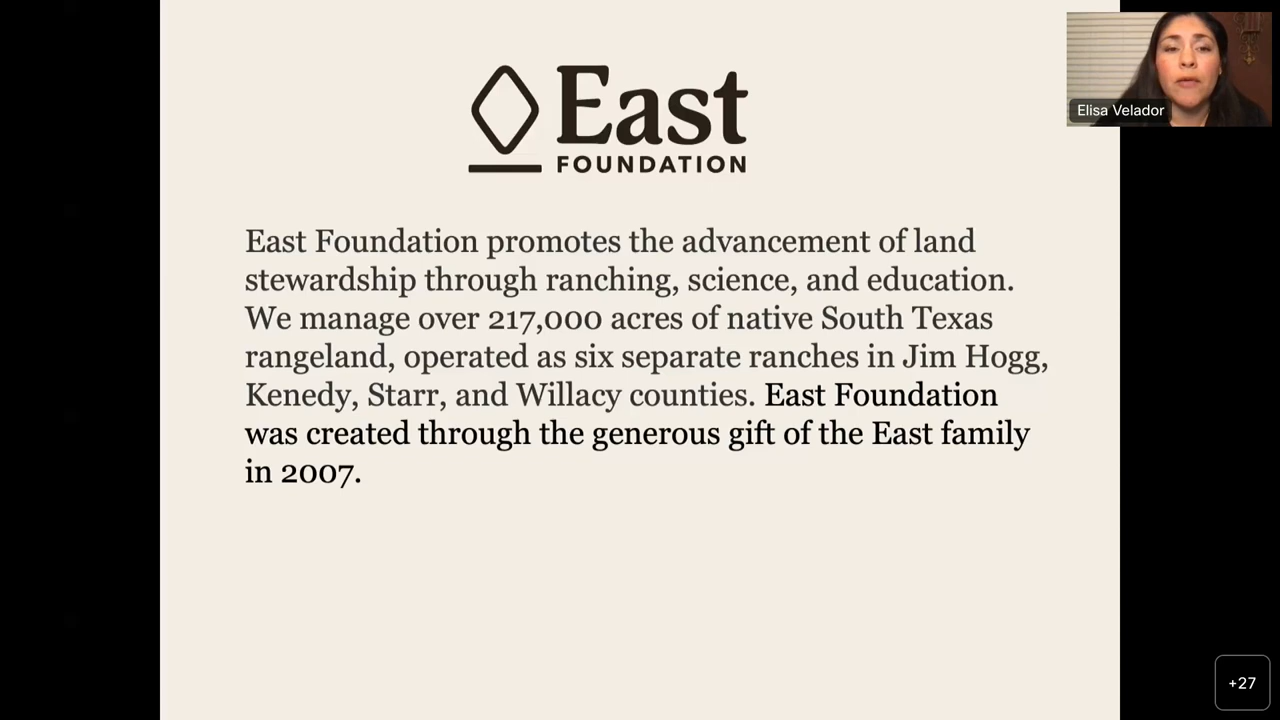 East
FOUNDATION
Elisa Velador
East Foundation promotes the advancement of land
stewardship through ranching, science, and education.
We manage over 217,000 acres of native South Texas
rangeland, operated as six separate ranches in Jim Hogg,
Kenedy, Starr, and Willacy counties. East Foundation
was created through the generous gift of the East family
in 2007.
+27